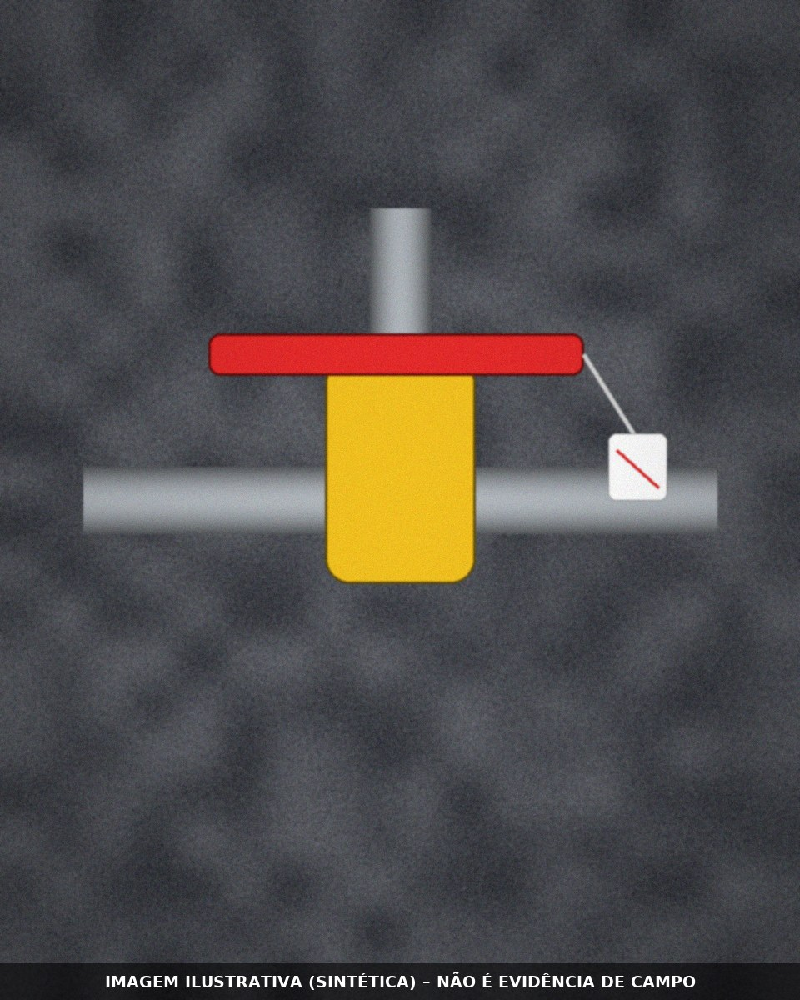 IMAGEM ILUSTRATIVA (SINTÉTICA) – NÃO É EVIDÊNCIA DE CAMPO